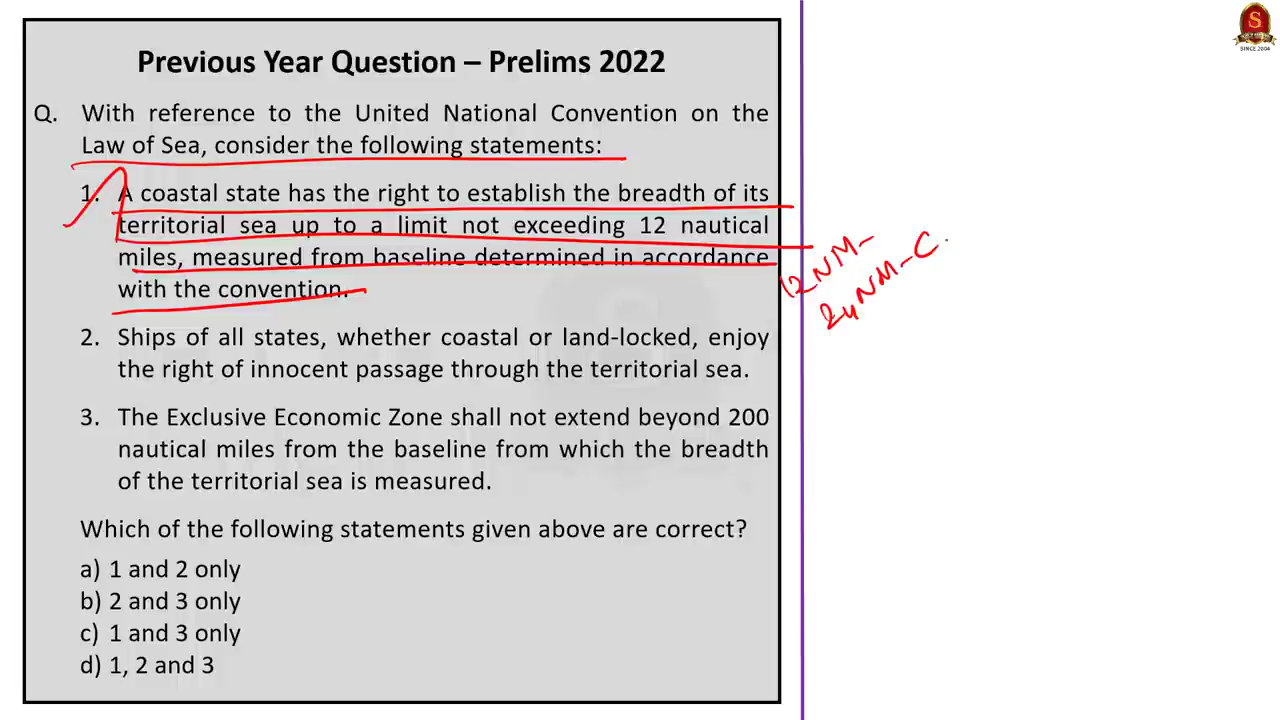 Previous Year Question – Prelims 2022
Q. With reference to the United National Convention on the
Law of Sea, consider the following statements:
1. A coastal state has the right to establish the breadth of its
territorial sea up to a limit not exceeding 12 nautical
miles, measured from baseline determined in accordance
with the convention.
2. Ships of all states, whether coastal or land-locked, enjoy
the right of innocent passage through the territorial sea.
3. The Exclusive Economic Zone shall not extend beyond 200
nautical miles from the baseline from which the breadth
of the territorial sea is measured.
Which of the following statements given above are correct?
a) 1 and 2 only
b) 2 and 3 only
c) 1 and 3 only
d) 1, 2 and 3
12NM–
24NM–C
S
SINCE 2004